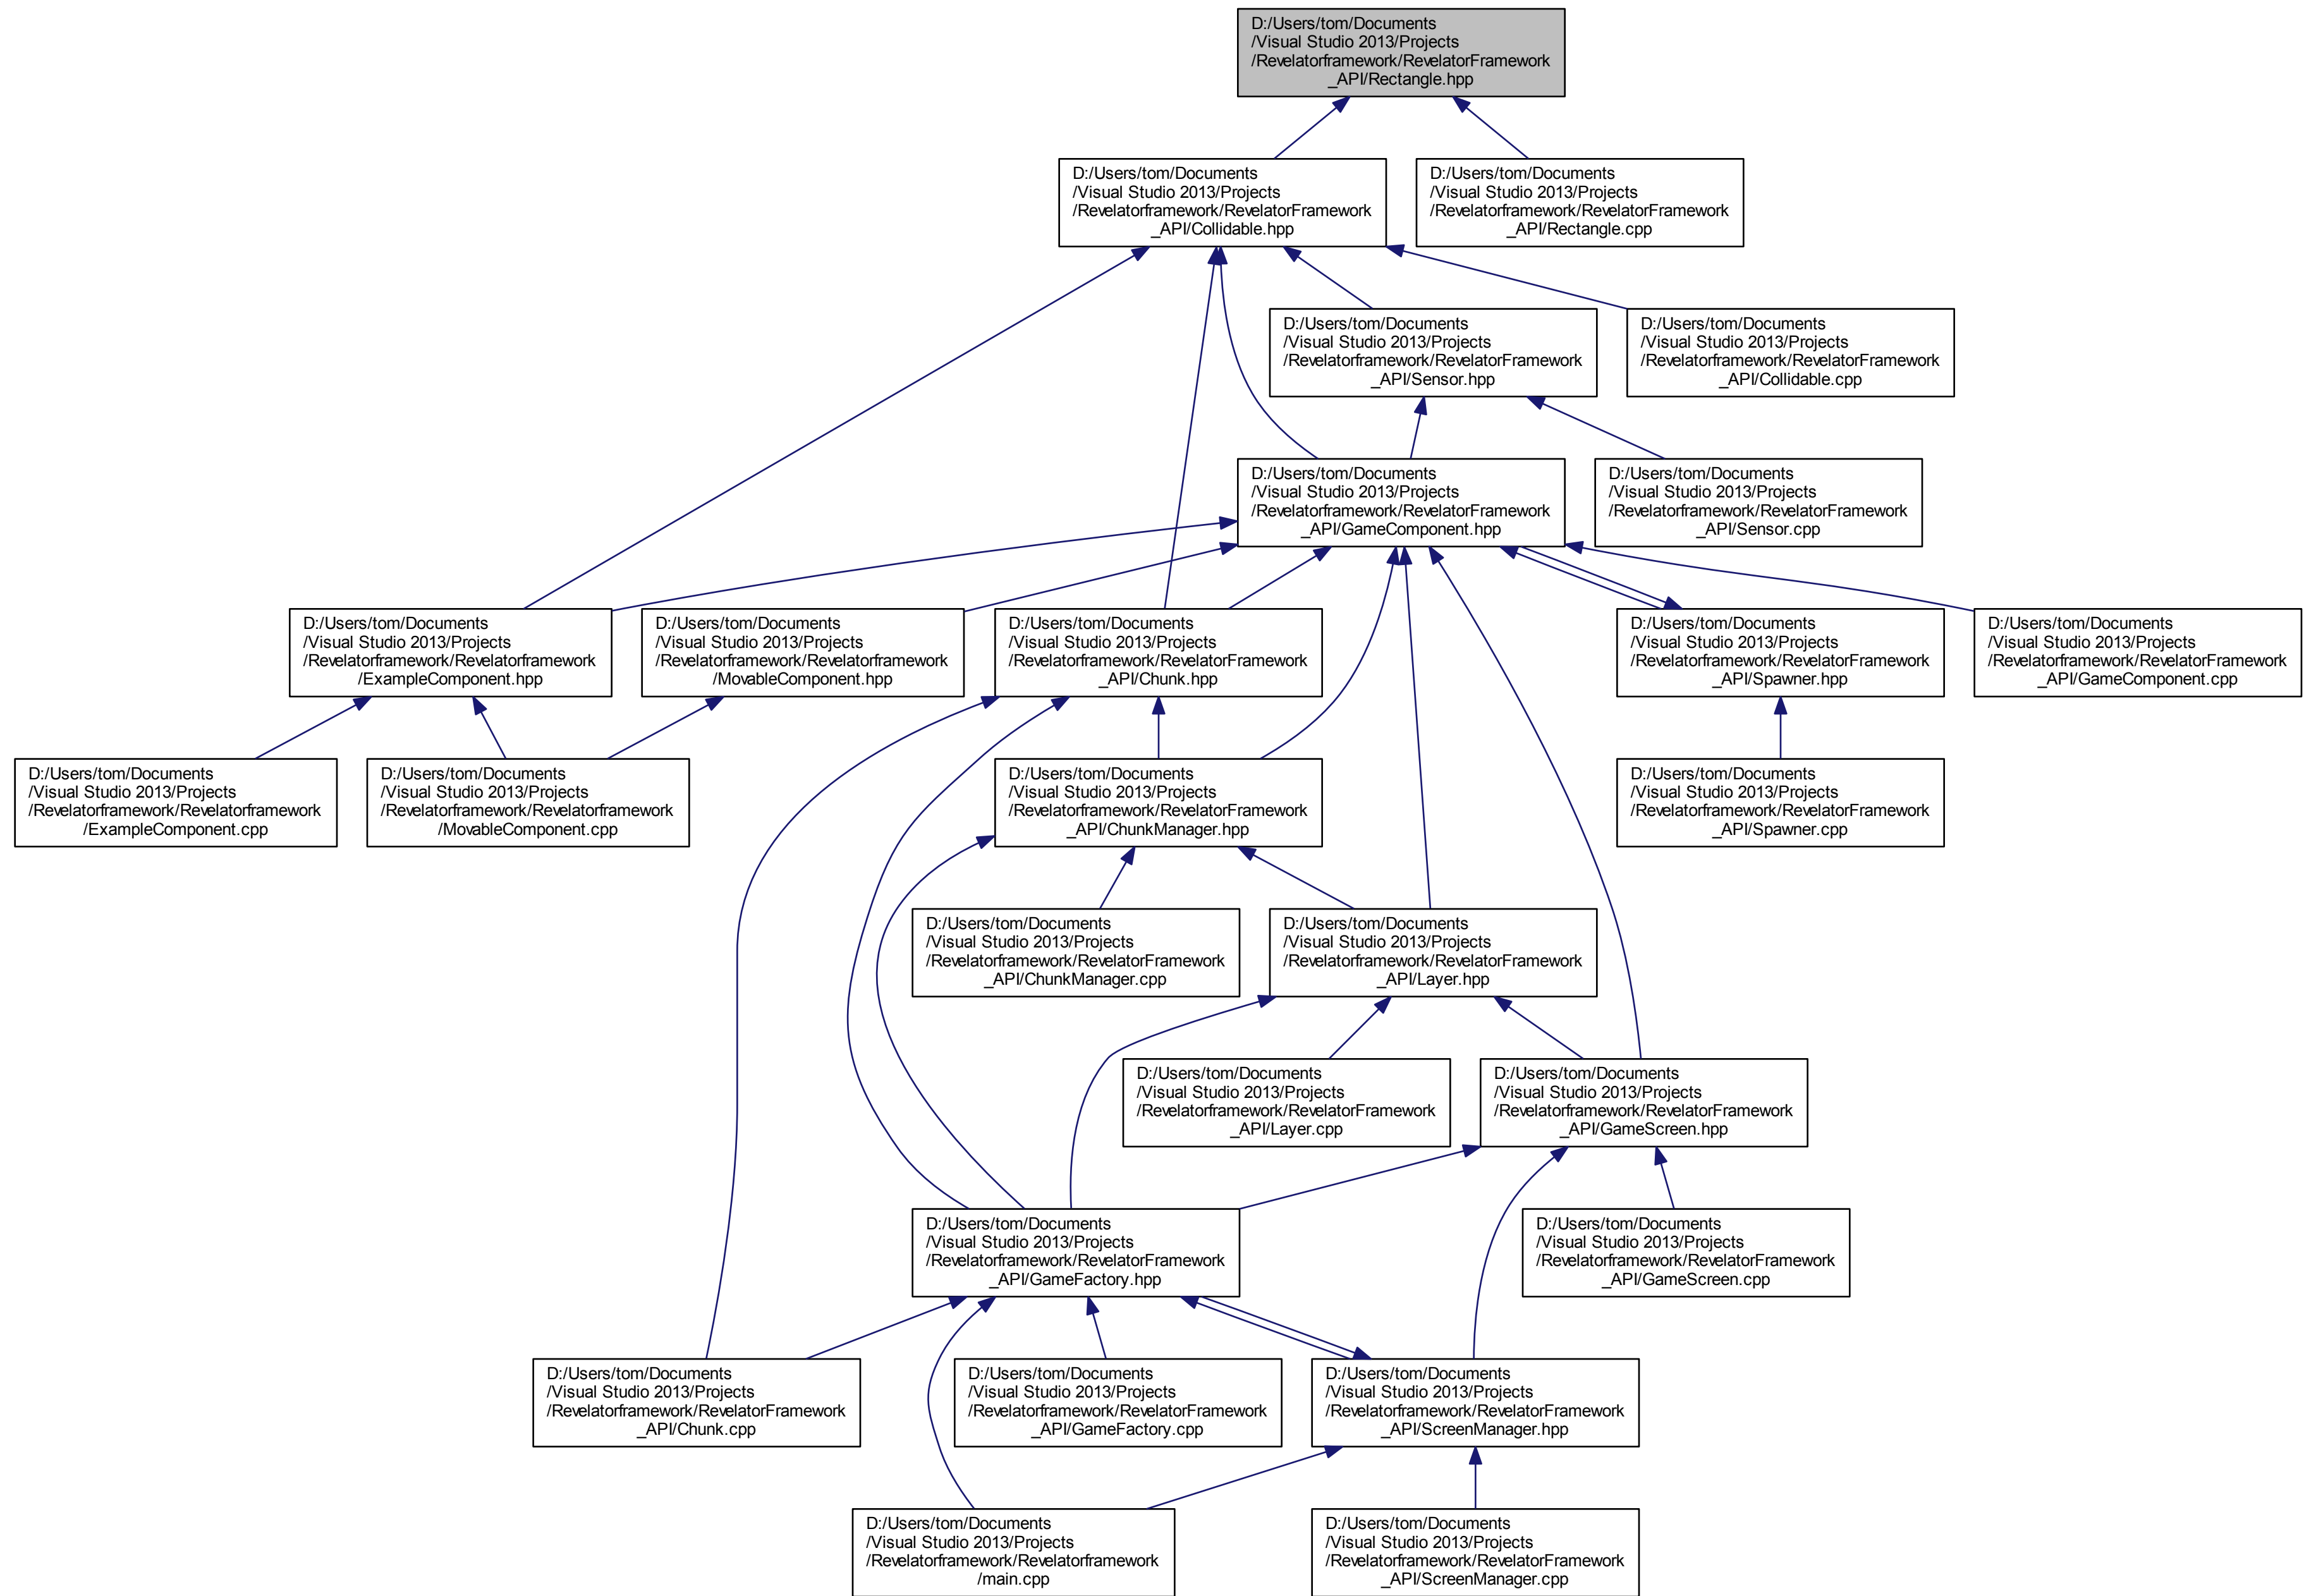 D:/Users/tom/Documents
/Visual Studio 2013/Projects
/Revelatorframework/RevelatorFramework
_API/Rectangle.hpp
D:/Users/tom/Documents
/Visual Studio 2013/Projects
/Revelatorframework/RevelatorFramework
_API/Collidable.hpp
D:/Users/tom/Documents
/Visual Studio 2013/Projects
/Revelatorframework/RevelatorFramework
_API/Rectangle.cpp
D:/Users/tom/Documents
/Visual Studio 2013/Projects
/Revelatorframework/RevelatorFramework
_API/Sensor.hpp
D:/Users/tom/Documents
/Visual Studio 2013/Projects
/Revelatorframework/RevelatorFramework
_API/Collidable.cpp
D:/Users/tom/Documents
/Visual Studio 2013/Projects
/Revelatorframework/RevelatorFramework
_API/GameComponent.hpp
D:/Users/tom/Documents
/Visual Studio 2013/Projects
/Revelatorframework/RevelatorFramework
_API/Sensor.cpp
D:/Users/tom/Documents
/Visual Studio 2013/Projects
/Revelatorframework/Revelatorframework
/ExampleComponent.hpp
D:/Users/tom/Documents
/Visual Studio 2013/Projects
/Revelatorframework/Revelatorframework
/MovableComponent.hpp
D:/Users/tom/Documents
/Visual Studio 2013/Projects
/Revelatorframework/RevelatorFramework
_API/Chunk.hpp
D:/Users/tom/Documents
/Visual Studio 2013/Projects
/Revelatorframework/RevelatorFramework
_API/Spawner.hpp
D:/Users/tom/Documents
/Visual Studio 2013/Projects
/Revelatorframework/RevelatorFramework
_API/GameComponent.cpp
D:/Users/tom/Documents
/Visual Studio 2013/Projects
/Revelatorframework/Revelatorframework
/ExampleComponent.cpp
D:/Users/tom/Documents
/Visual Studio 2013/Projects
/Revelatorframework/Revelatorframework
/MovableComponent.cpp
D:/Users/tom/Documents
/Visual Studio 2013/Projects
/Revelatorframework/RevelatorFramework
_API/ChunkManager.hpp
D:/Users/tom/Documents
/Visual Studio 2013/Projects
/Revelatorframework/RevelatorFramework
_API/Spawner.cpp
D:/Users/tom/Documents
/Visual Studio 2013/Projects
/Revelatorframework/RevelatorFramework
_API/ChunkManager.cpp
D:/Users/tom/Documents
/Visual Studio 2013/Projects
/Revelatorframework/RevelatorFramework
_API/Layer.hpp
D:/Users/tom/Documents
/Visual Studio 2013/Projects
/Revelatorframework/RevelatorFramework
_API/Layer.cpp
D:/Users/tom/Documents
/Visual Studio 2013/Projects
/Revelatorframework/RevelatorFramework
_API/GameScreen.hpp
D:/Users/tom/Documents
/Visual Studio 2013/Projects
/Revelatorframework/RevelatorFramework
_API/GameFactory.hpp
D:/Users/tom/Documents
/Visual Studio 2013/Projects
/Revelatorframework/RevelatorFramework
_API/GameScreen.cpp
D:/Users/tom/Documents
/Visual Studio 2013/Projects
/Revelatorframework/RevelatorFramework
_API/Chunk.cpp
D:/Users/tom/Documents
/Visual Studio 2013/Projects
/Revelatorframework/RevelatorFramework
_API/GameFactory.cpp
D:/Users/tom/Documents
/Visual Studio 2013/Projects
/Revelatorframework/RevelatorFramework
_API/ScreenManager.hpp
D:/Users/tom/Documents
/Visual Studio 2013/Projects
/Revelatorframework/Revelatorframework
/main.cpp
D:/Users/tom/Documents
/Visual Studio 2013/Projects
/Revelatorframework/RevelatorFramework
_API/ScreenManager.cpp